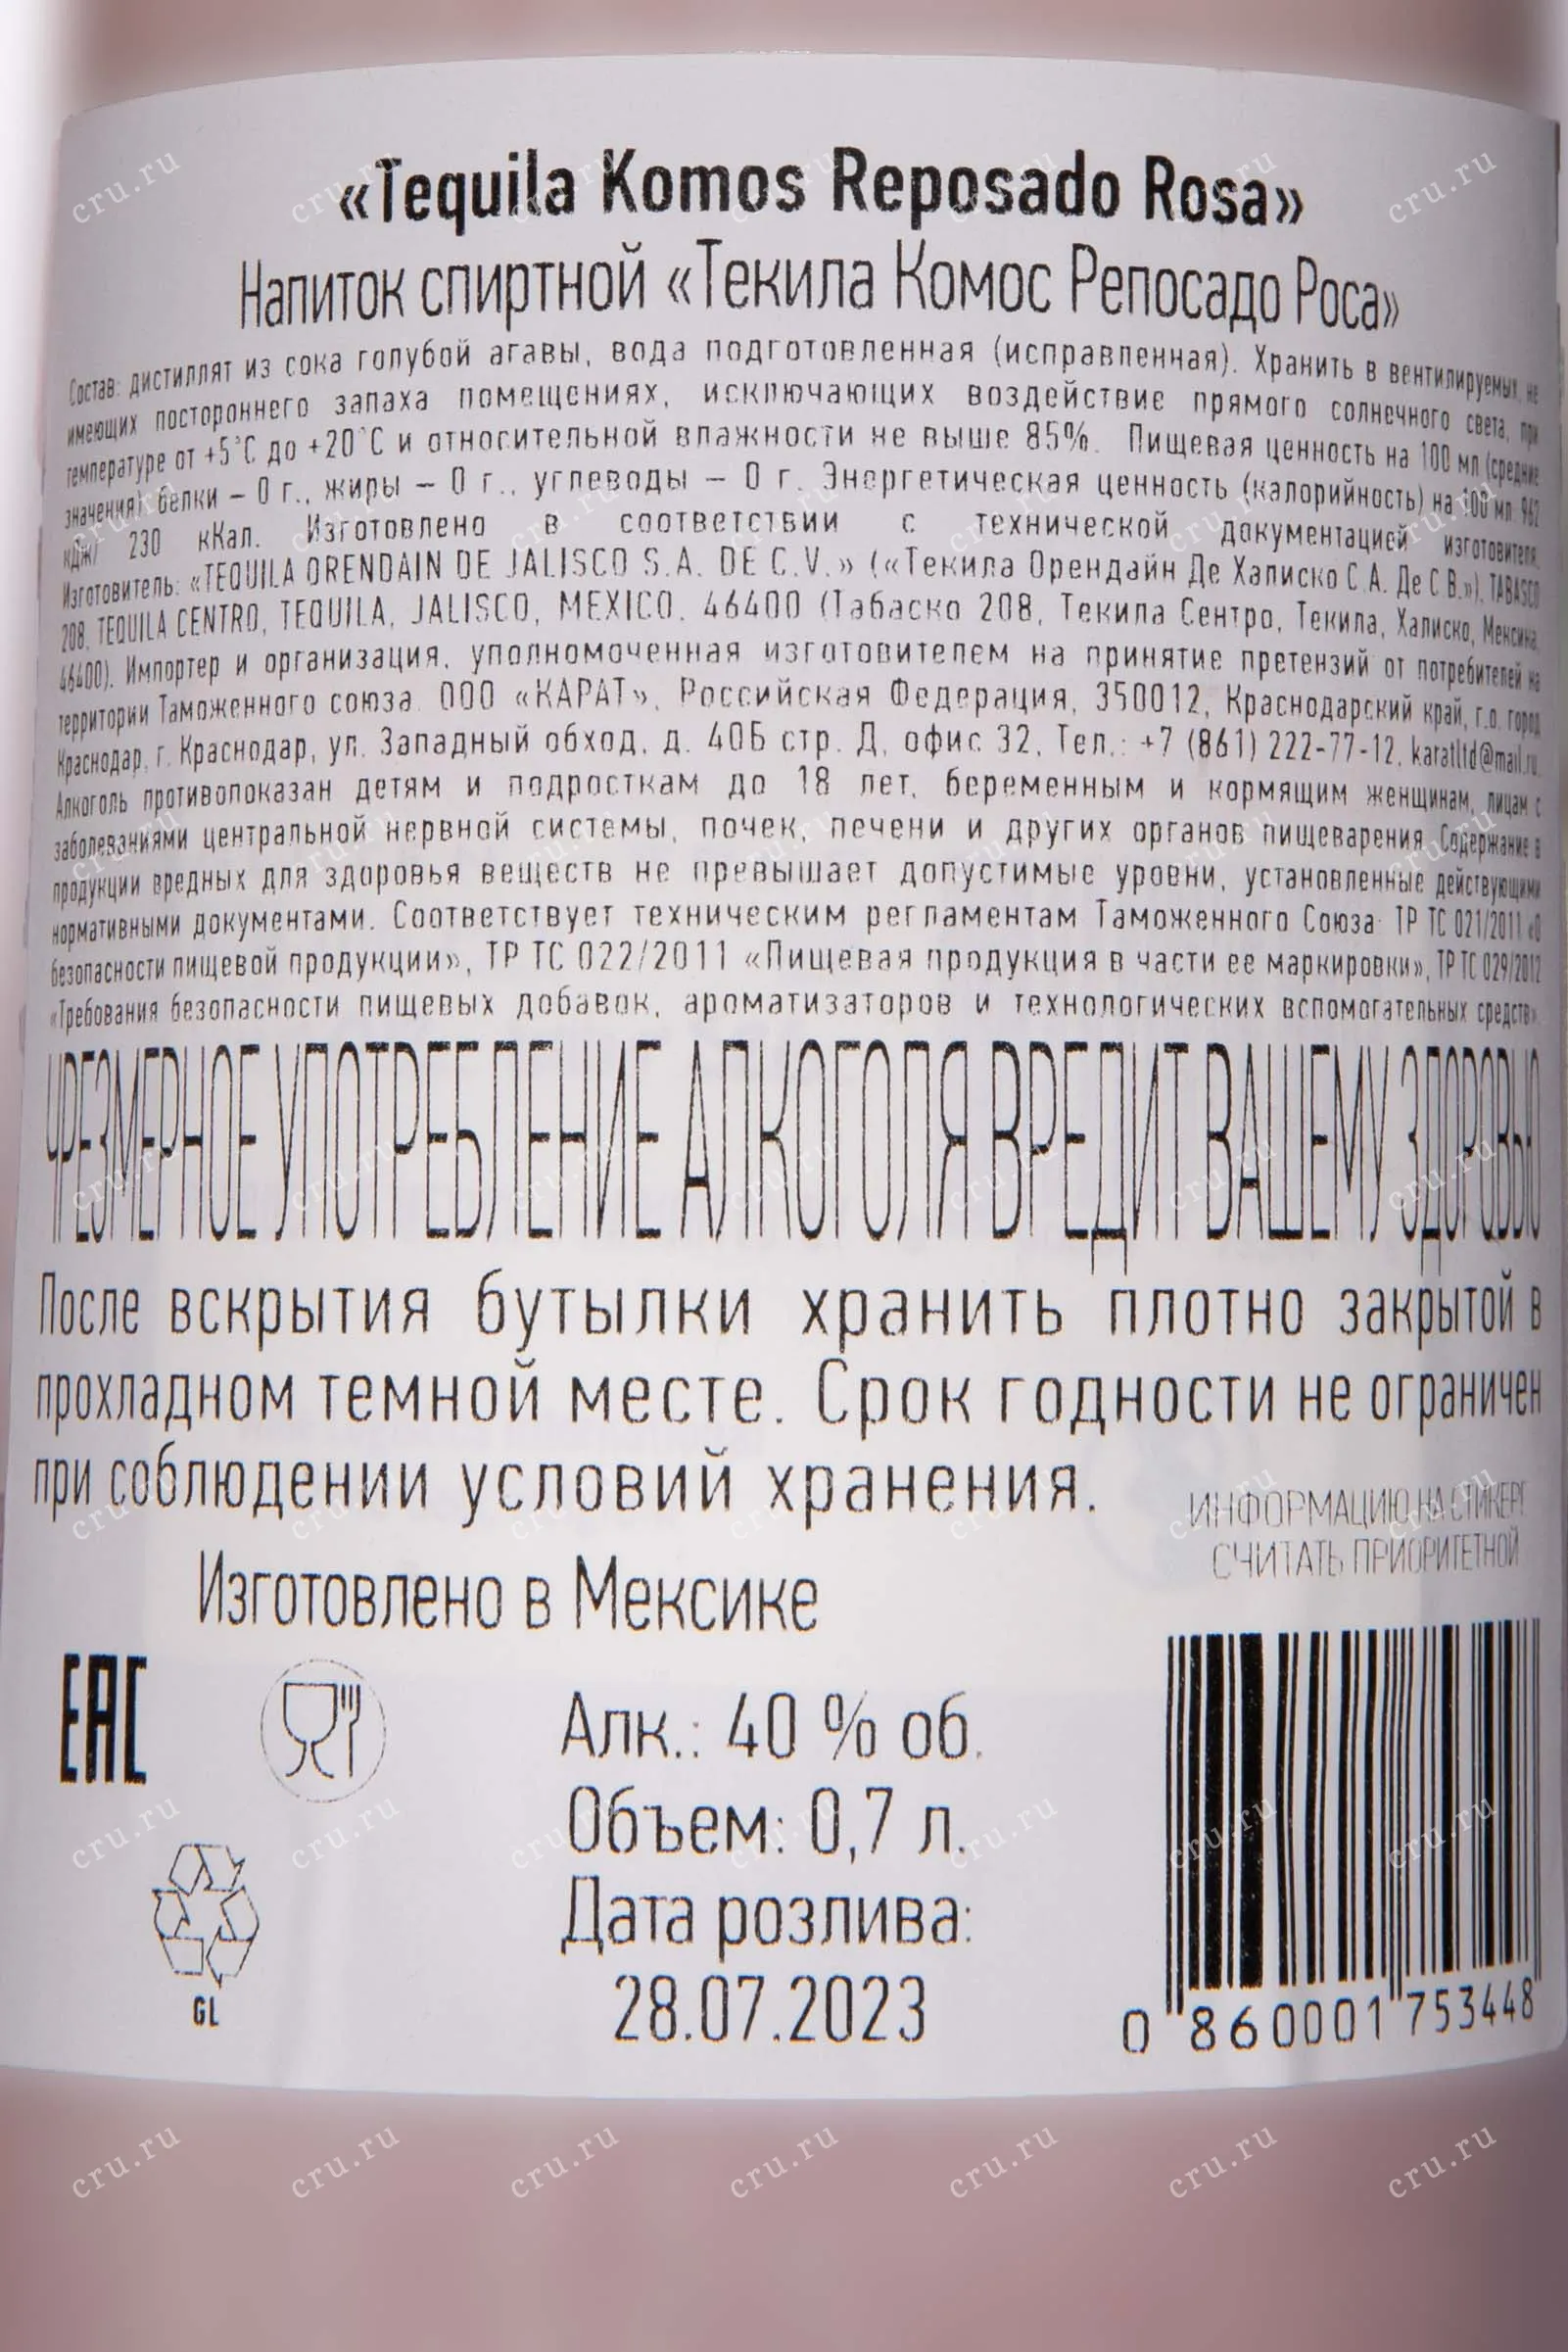 «Tequila Komos Reposado Rosa»
Напиток спиртной «Текила Комос Репосадо Роса»
Состав: дистиллят из сока голубой агавы, вода подготовленная (исправленная). Хранить в вентилируемых, не
имеющих постороннего запаха помещениях, исключающих воздействие прямого солнечного света, при
температуре от +5°C до +20°C и относительной влажности не выше 85%. Пищевая ценность на 100 мл (средние
значения) белки – 0 г., жиры – 0 г., углеводы – 0 г. Энергетическая ценность (калорийность) на 100 мл 962
кДж/ 230 кКал. Изготовлено в соответствии с технической документацией изготовителя.
Изготовитель: «TEQUILA ORENDAIN DE JALISCO S.A. DE C.V.» («Текила Орендайн Де Халиско С.А. Де С.В.»), TABASCO
208, TEQUILA CENTRO, TEQUILA, JALISCO, MEXICO, 46400 (Табаско 208, Текила Сентро, Текила, Халиско, Мексика,
46400). Импортер и организация, уполномоченная изготовителем на принятие претензий от потребителей на
территории Таможенного союза: ООО «КАРАТ», Российская Федерация, 350012, Краснодарский край, г.о. город
Краснодар, г. Краснодар, ул. Западный обход, д. 40Б стр. Д, офис 32, Тел.: +7 (861) 222-77-12, karatltd@mail.ru
Алкоголь противопоказан детям и подросткам до 18 лет, беременным и кормящим женщинам, лицам с
заболеваниями центральной нервной системы, почек, печени и других органов пищеварения. Содержание в
продукции вредных для здоровья веществ не превышает допустимые уровни, установленные действующими
нормативными документами. Соответствует техническим регламентам Таможенного Союза: ТР ТС 021/2011 «О
безопасности пищевой продукции», ТР ТС 022/2011 «Пищевая продукция в части ее маркировки», ТР ТС 029/2012
«Требования безопасности пищевых добавок, ароматизаторов и технологических вспомогательных средств».
ЧРЕЗМЕРНОЕ УПОТРЕБЛЕНИЕ АЛКОГОЛЯ ВРЕДИТ ВАШЕМУ ЗДОРОВЬЮ
После вскрытия бутылки хранить плотно закрытой в
прохладном темной месте. Срок годности не ограничен
при соблюдении условий хранения.
ИНФОРМАЦИЮ НА СТИКЕРЕ
СЧИТАТЬ ПРИОРИТЕТНОЙ
Изготовлено в Мексике
EAC
Алк.: 40 % об.
Объем: 0,7 л.
Дата розлива:
28.07.2023
GL
0 860001 753448
cru.ru